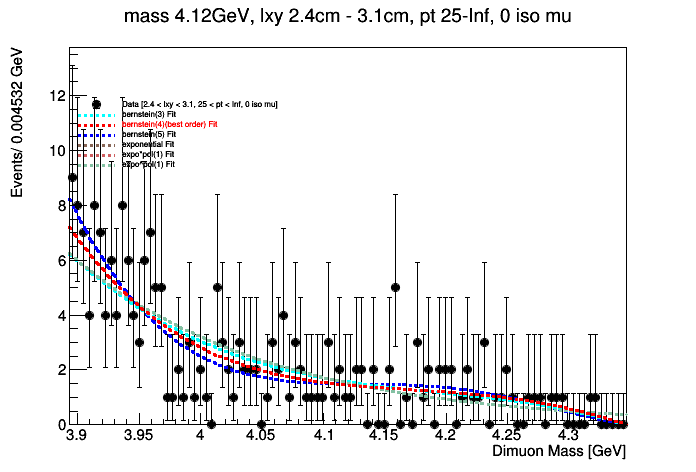 mass 4.12GeV, lxy 2.4cm - 3.1cm, pt 25-Inf, 0 iso mu
Events/ 0.004532 GeV
12
10
8
6
4
2
0
Data [2.4 < lxy < 3.1, 25 < pt < Inf, 0 iso mu]
bernstein(3) Fit
bernstein(4)(best order) Fit
bernstein(5) Fit
exponential Fit
expo*pol(1) Fit
expo*pol(1) Fit
3.9 3.95 4 4.05 4.1 4.15 4.2 4.25 4.3
Dimuon Mass [GeV]